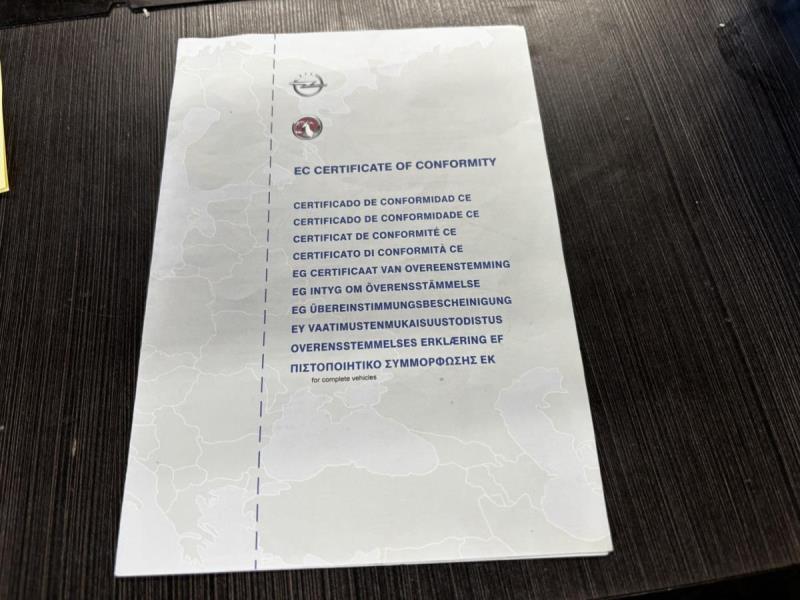 EC CERTIFICATE OF CONFORMITY
CERTIFICADO DE CONFORMIDAD CE
CERTIFICADO DE CONFORMIDADE CE
CERTIFICAT DE CONFORMITÉ CE
CERTIFICATO DI CONFORMITÀ CE
EG CERTIFICAAT VAN OVEREENSTEMMING
EG INTYG OM ÖVERENSSTÄMMELSE
EG ÜBEREINSTIMMUNGSBESCHEINIGUNG
EY VAATIMUSTENMUKAISUUSTODISTUS
OVERENSSTEMMELSES ERKLÆRING EF
ΠΙΣΤΟΠΟΙΗΤΙΚΟ ΣΥΜΜΟΡΦΩΣΗΣ ΕΚ
for complete vehicles